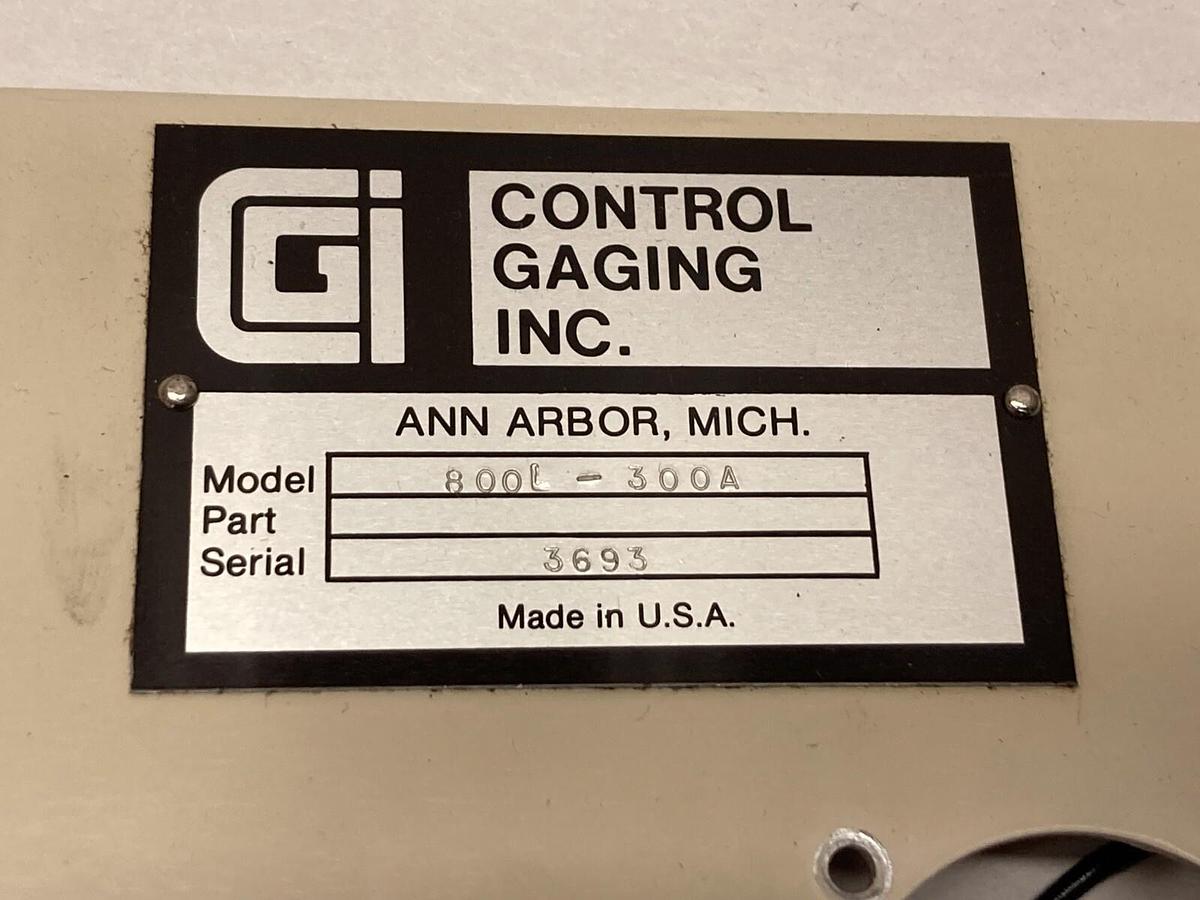 CGi
CONTROL
GAGING
INC.
ANN ARBOR, MICH.
Model 800L - 300A
Part
Serial 3693
Made in U.S.A.